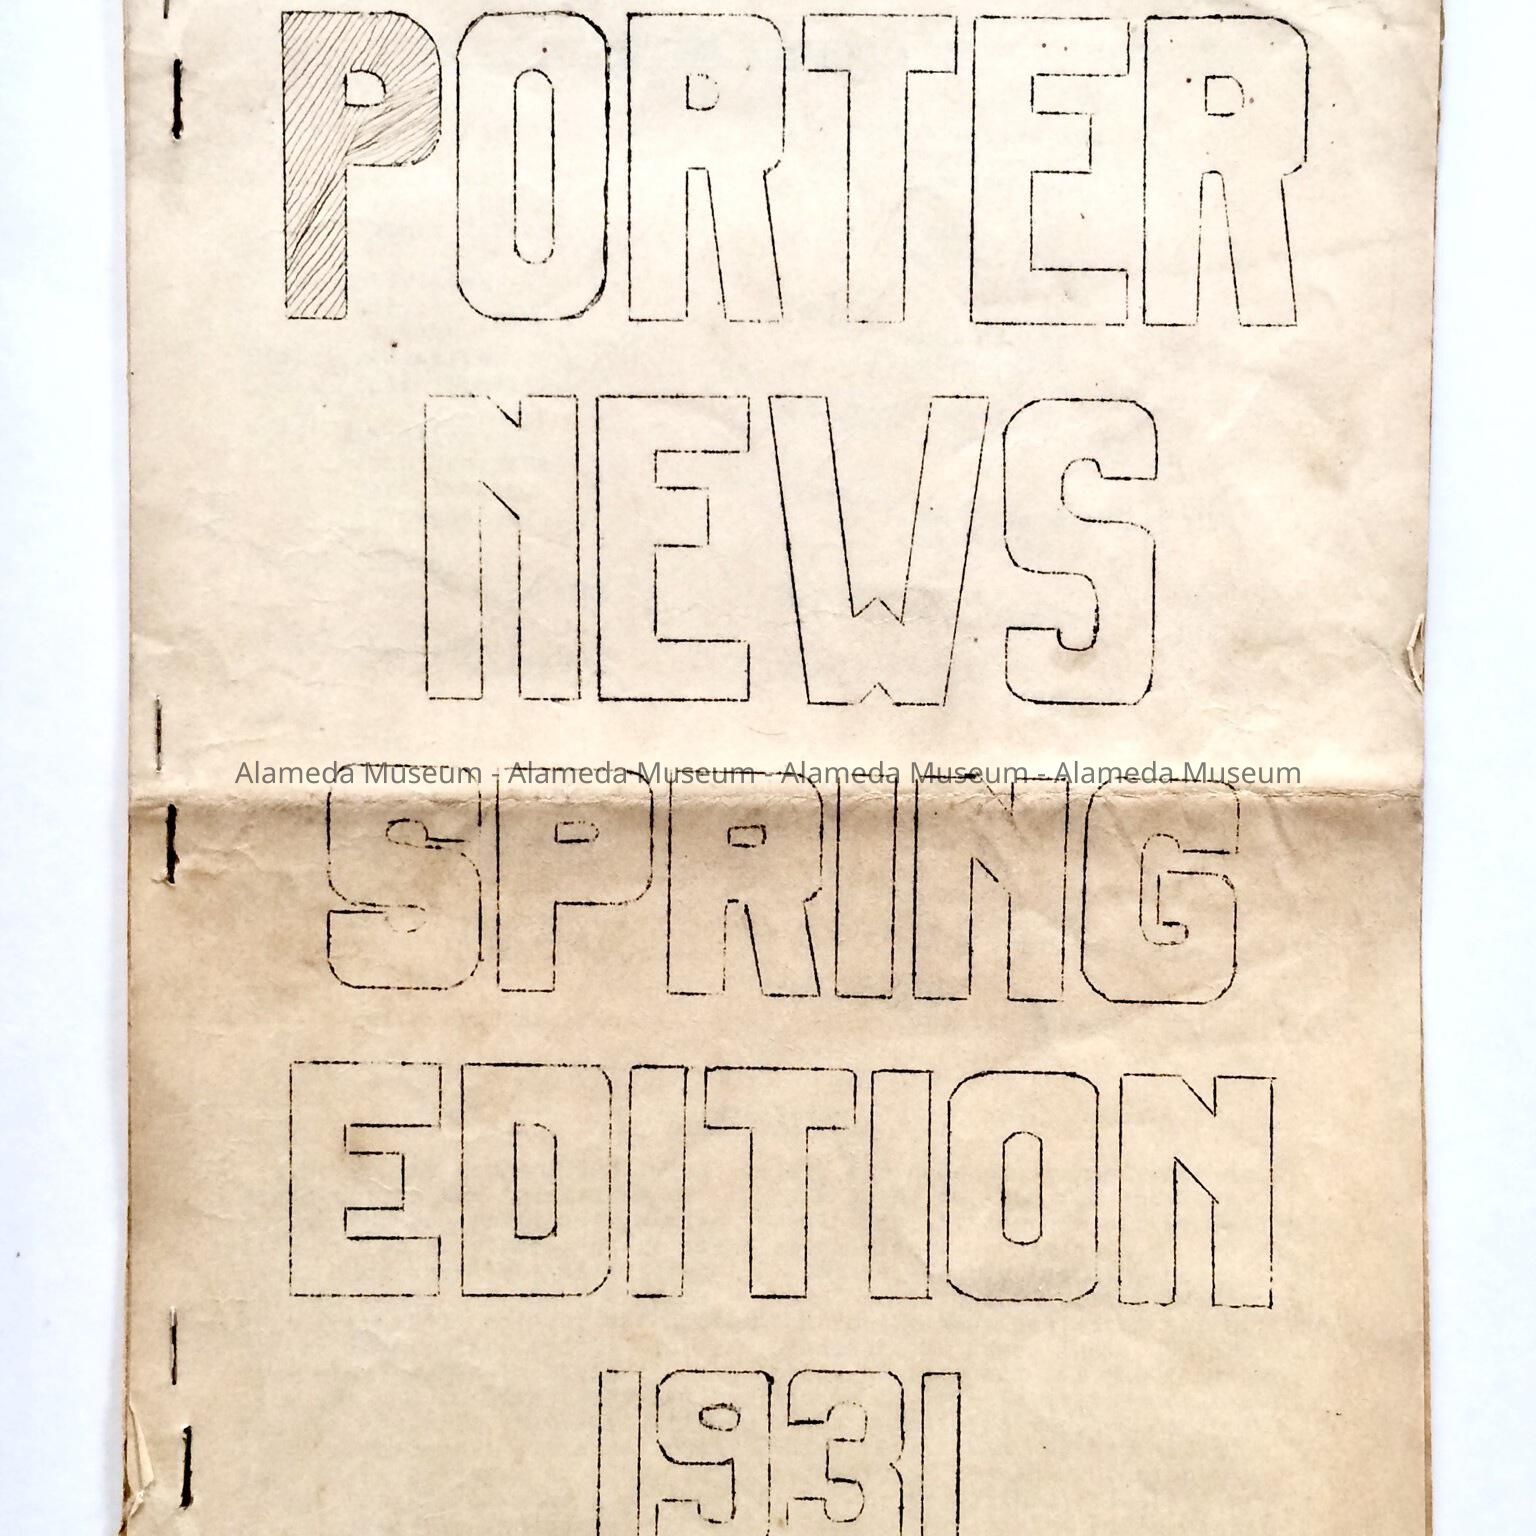 PORTER
NEWS
Alameda Museum - Alameda Museum - Alameda Museum - Alameda Museum
SPRING
EDITION
1931